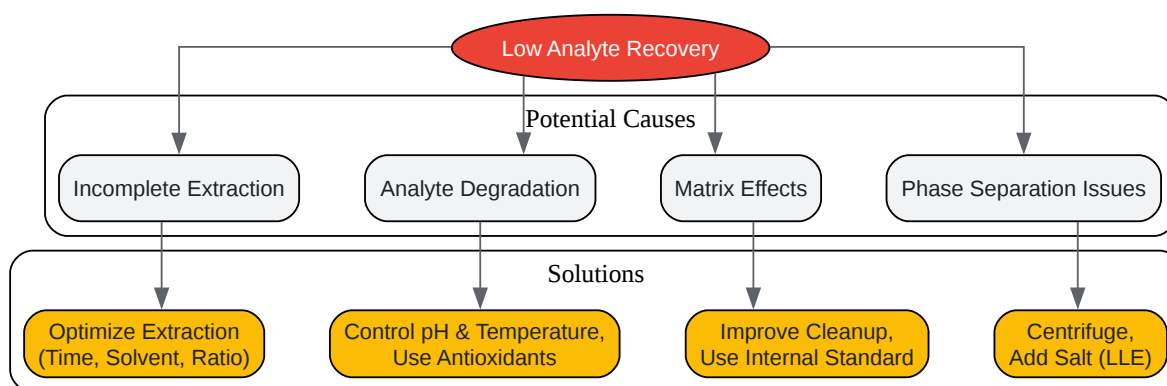 Low Analyte Recovery
Potential Causes
Incomplete Extraction
Analyte Degradation
Matrix Effects
Phase Separation Issues
Solutions
Optimize Extraction
(Time, Solvent, Ratio)
Control pH & Temperature,
Use Antioxidants
Improve Cleanup,
Use Internal Standard
Centrifuge,
Add Salt (LLE)